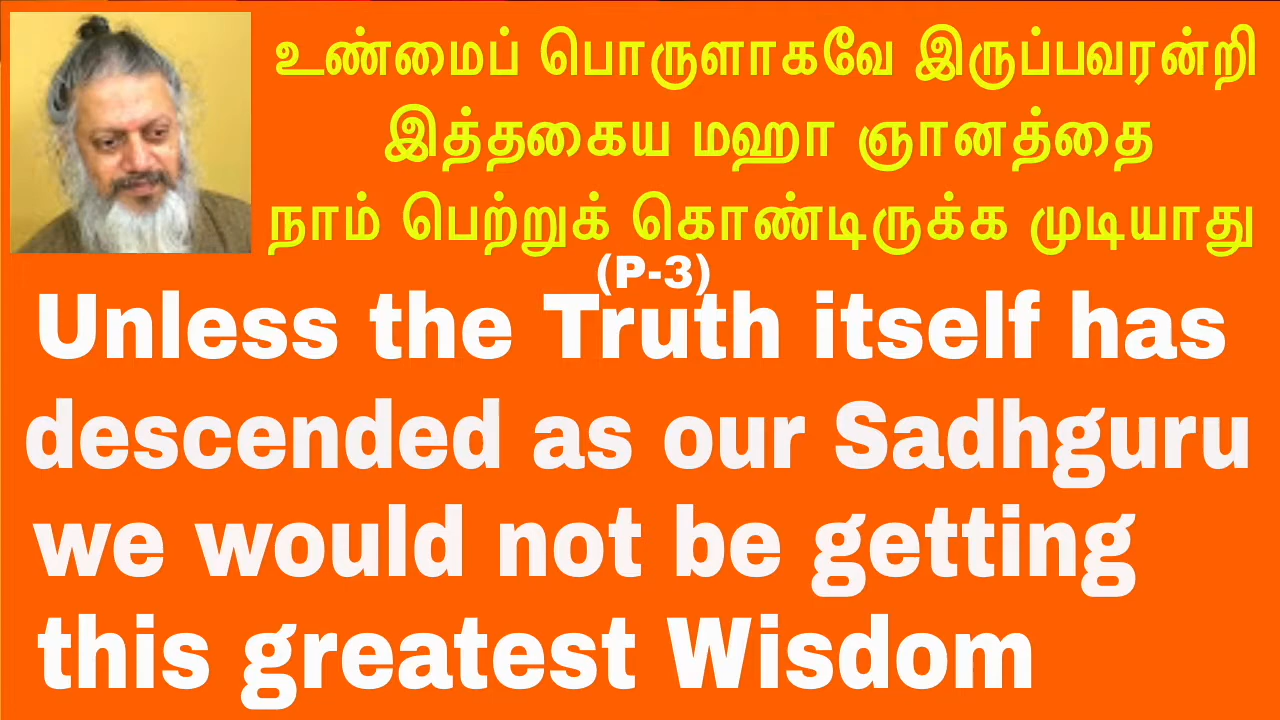 உண்மைப் பொருளாகவே இருப்பவரன்றி
இத்தகைய மஹா ஞானத்தை
நாம் பெற்றுக் கொண்டிருக்க முடியாது
(P-3)
Unless the Truth itself has
descended as our Sadhguru
we would not be getting
this greatest Wisdom